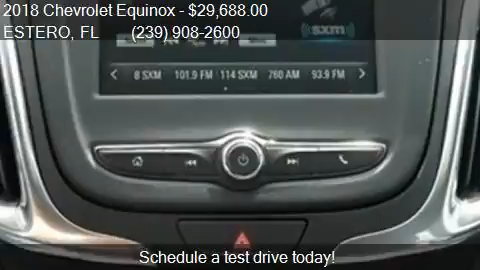 2018 Chevrolet Equinox - $29,688.00
ESTERO, FL (239) 908-2600
sxm
8 SXM 101.9 FM 114 SXM 760 AM 93.9 FM
Schedule a test drive today!